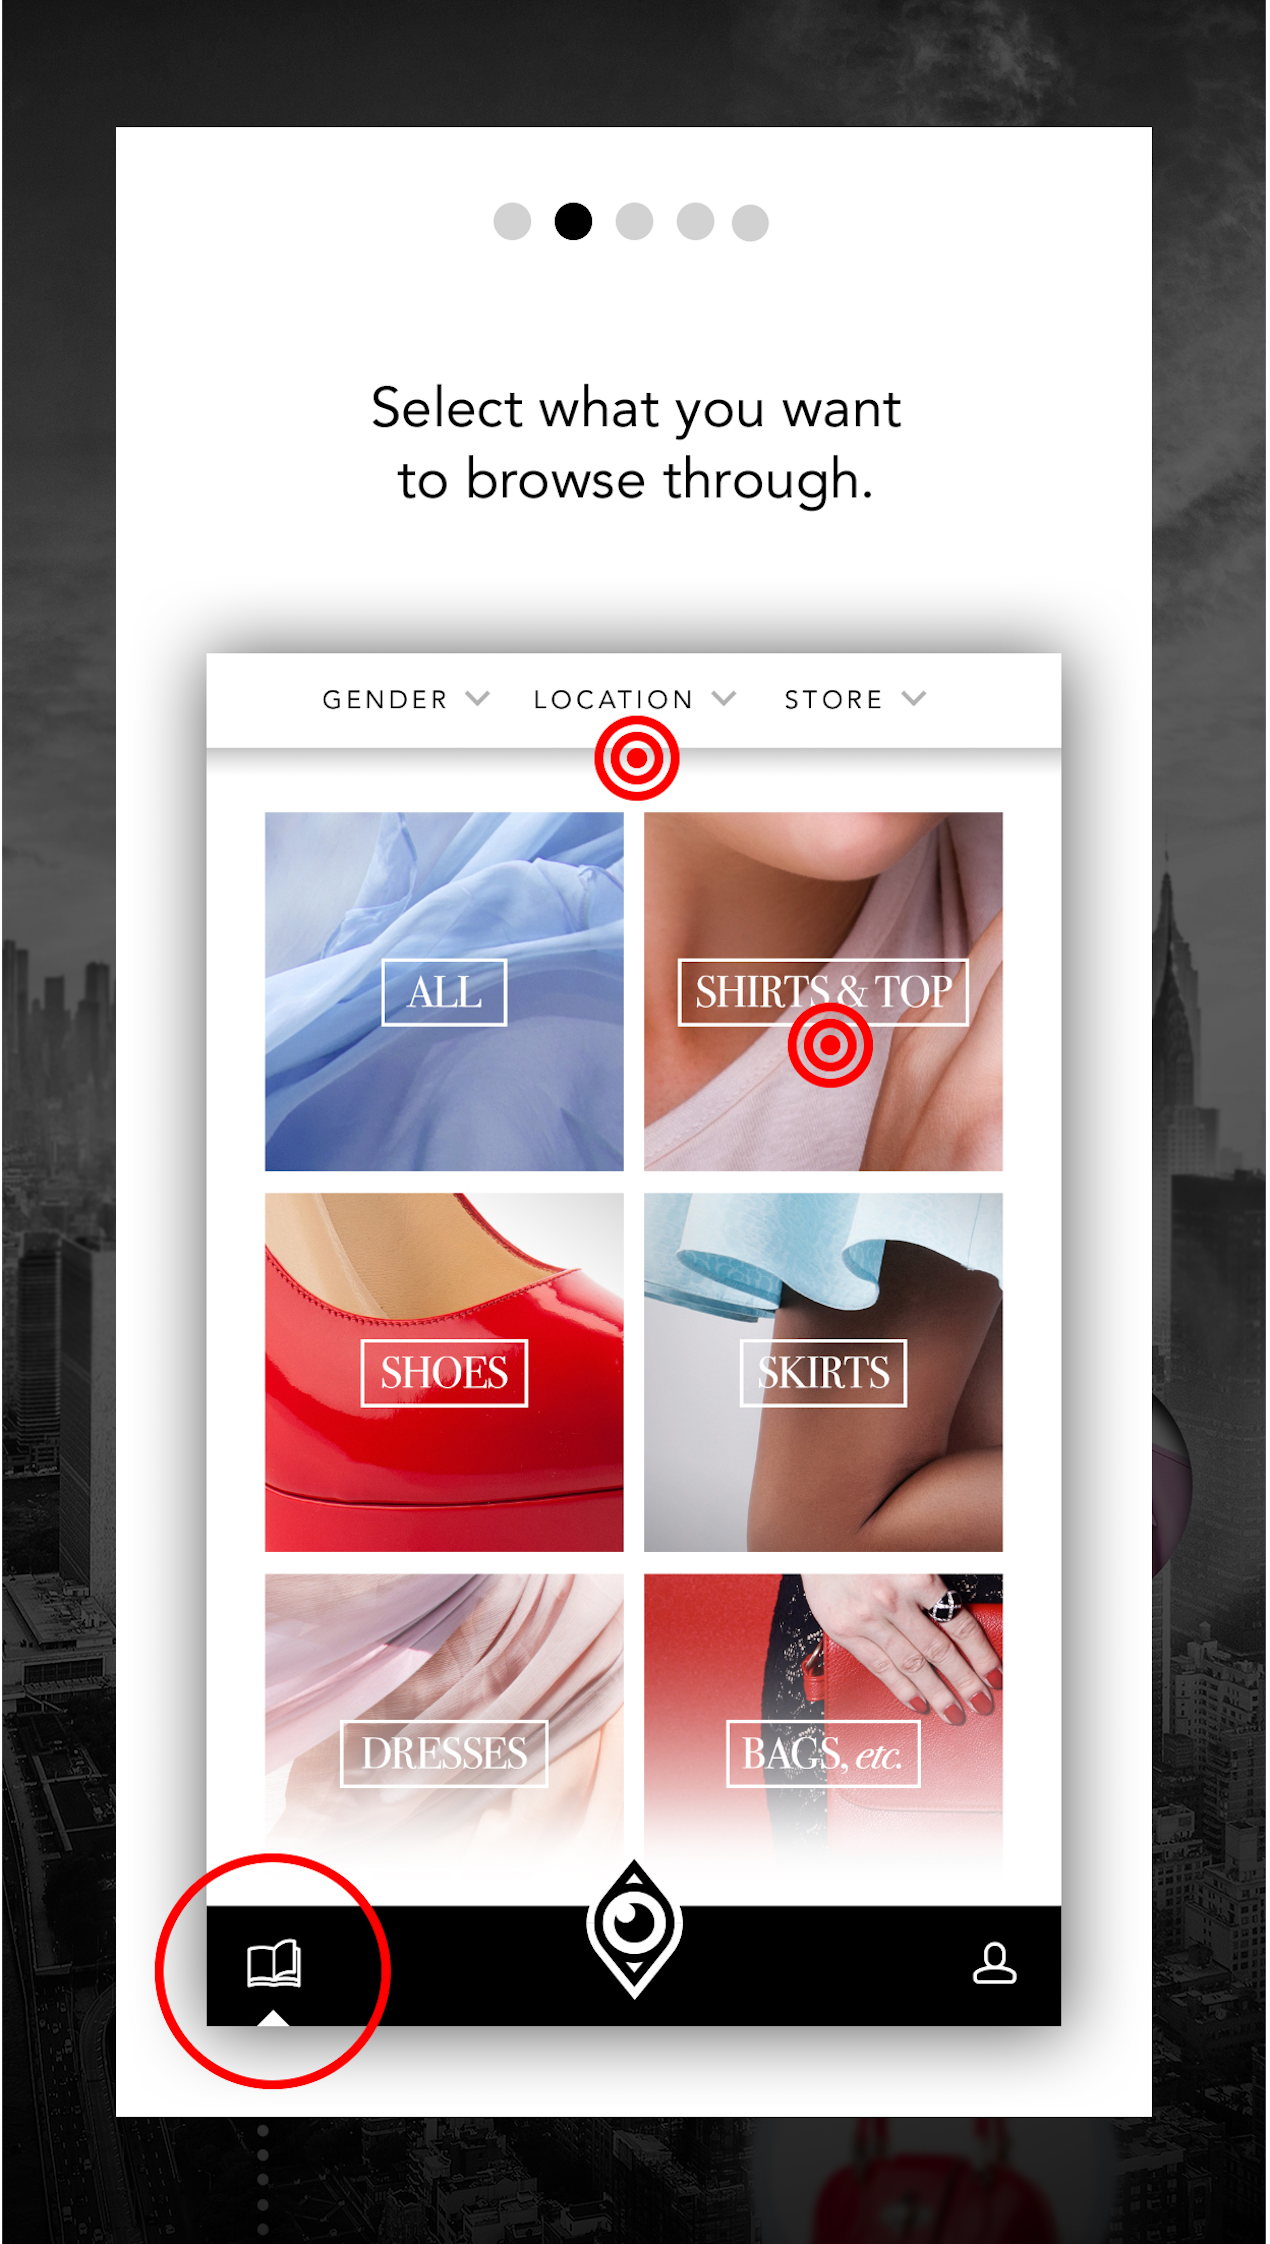 Select what you want
to browse through.
GENDER LOCATION STORE
ALL
SHIRTS & TOP
SHOES
SKIRTS
DRESSES
BAGS, etc.